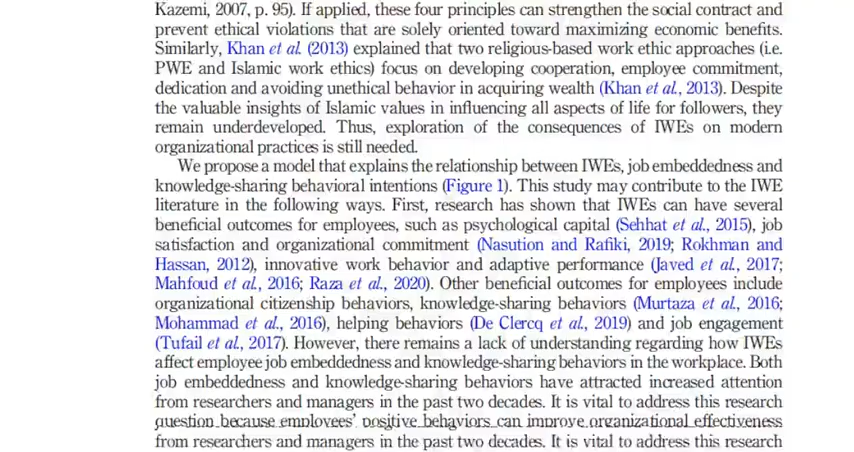 Kazemi, 2007, p. 95). If applied, these four principles can strengthen the social contract and
prevent ethical violations that are solely oriented toward maximizing economic benefits.
Similarly, Khan et al. (2013) explained that two religious-based work ethic approaches (i.e.
PWE and Islamic work ethics) focus on developing cooperation, employee commitment,
dedication and avoiding unethical behavior in acquiring wealth (Khan et al., 2013). Despite
the valuable insights of Islamic values in influencing all aspects of life for followers, they
remain underdeveloped. Thus, exploration of the consequences of IWEs on modern
organizational practices is still needed.
We propose a model that explains the relationship between IWEs, job embeddedness and
knowledge-sharing behavioral intentions (Figure 1). This study may contribute to the IWE
literature in the following ways. First, research has shown that IWEs can have several
beneficial outcomes for employees, such as psychological capital (Sehhat et al., 2015), job
satisfaction and organizational commitment (Nasution and Rafiki, 2019; Rokhman and
Hassan, 2012), innovative work behavior and adaptive performance (Javed et al., 2017;
Mahfoud et al., 2016; Raza et al., 2020). Other beneficial outcomes for employees include
organizational citizenship behaviors, knowledge-sharing behaviors (Murtaza et al., 2016;
Mohammad et al., 2016), helping behaviors (De Clercq et al., 2019) and job engagement
(Tufail et al., 2017). However, there remains a lack of understanding regarding how IWEs
affect employee job embeddedness and knowledge-sharing behaviors in the workplace. Both
job embeddedness and knowledge-sharing behaviors have attracted increased attention
from researchers and managers in the past two decades. It is vital to address this research
question because employees' positive behaviors can improve organizational effectiveness
from researchers and managers in the past two decades. It is vital to address this research